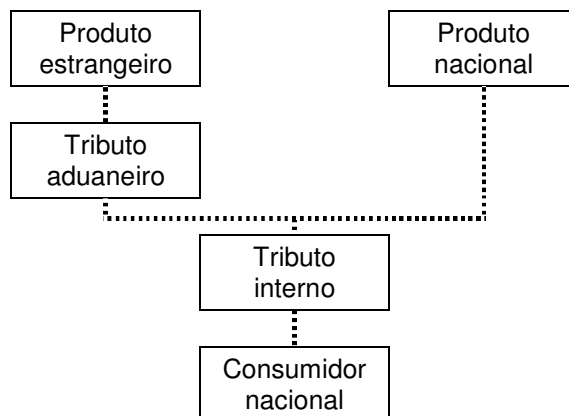 Produto
estrangeiro
Produto
nacional
Tributo
aduaneiro
Tributo
interno
Consumidor
nacional